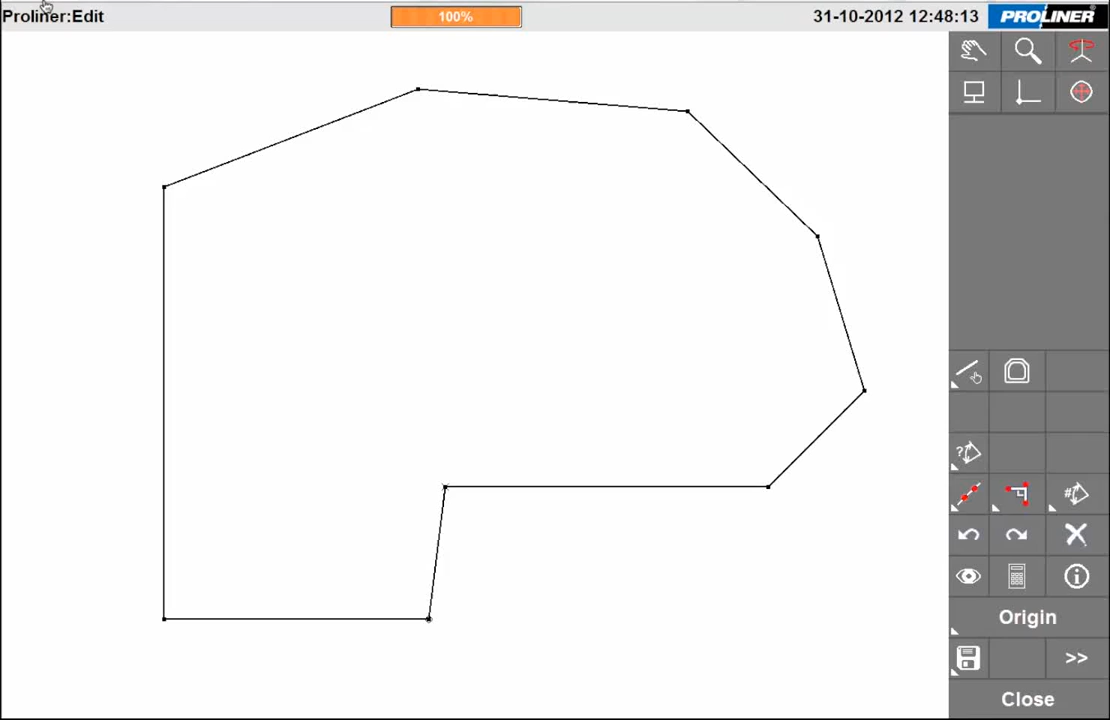 Proliner:Edit
100%
31-10-2012 12:48:13
PROLINER
?
#
Origin
>>
Close